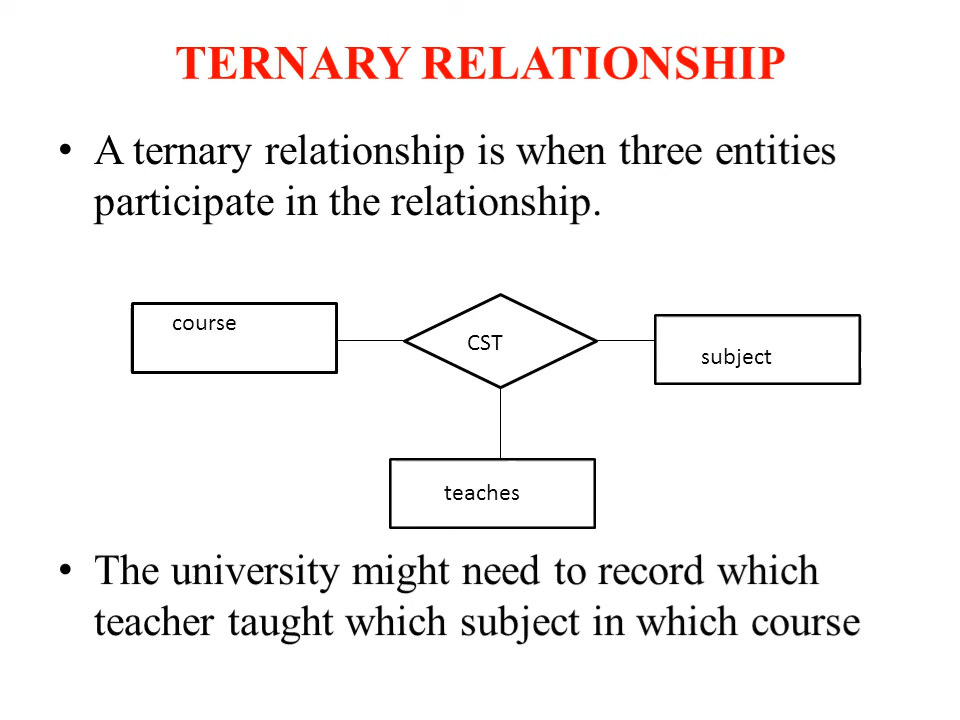 TERNARY RELATIONSHIP
• A ternary relationship is when three entities
participate in the relationship.
course
CST
subject
teaches
• The university might need to record which
teacher taught which subject in which course